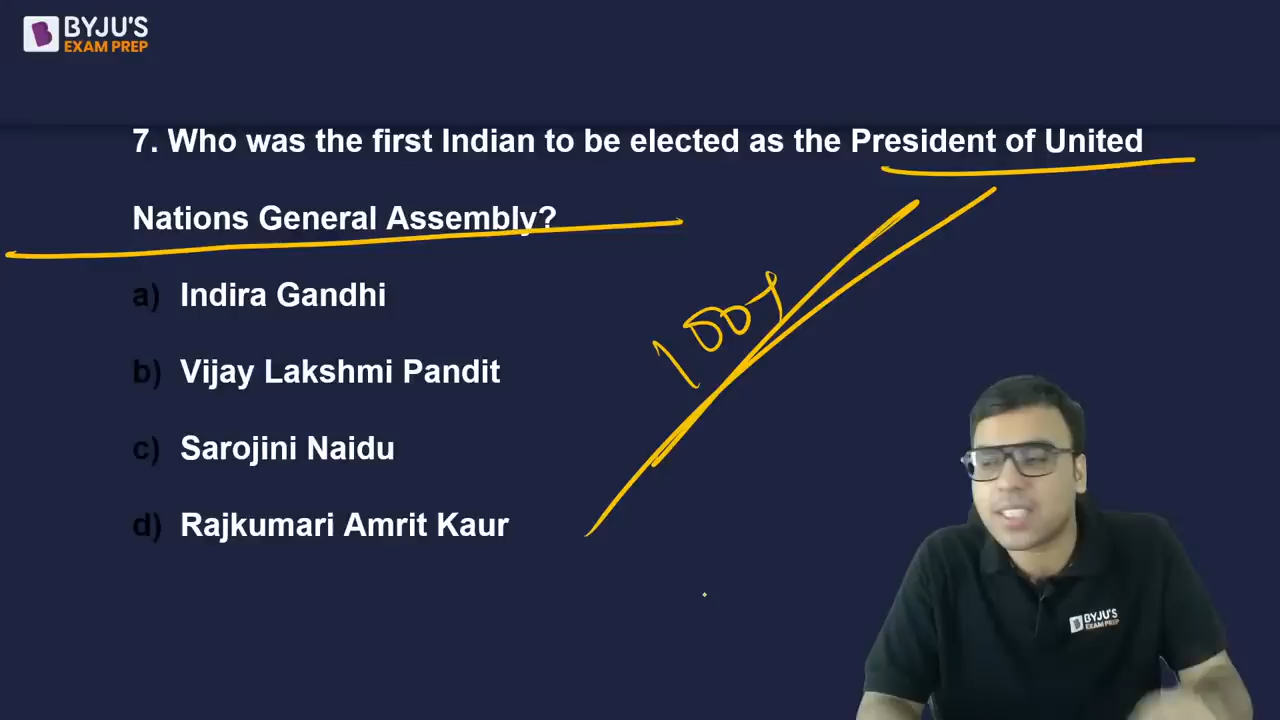 BYJU'S
EXAM PREP
7. Who was the first Indian to be elected as the President of United
Nations General Assembly?
a) Indira Gandhi
b) Vijay Lakshmi Pandit
c) Sarojini Naidu
d) Rajkumari Amrit Kaur
BYJU'S
EXAM PREP